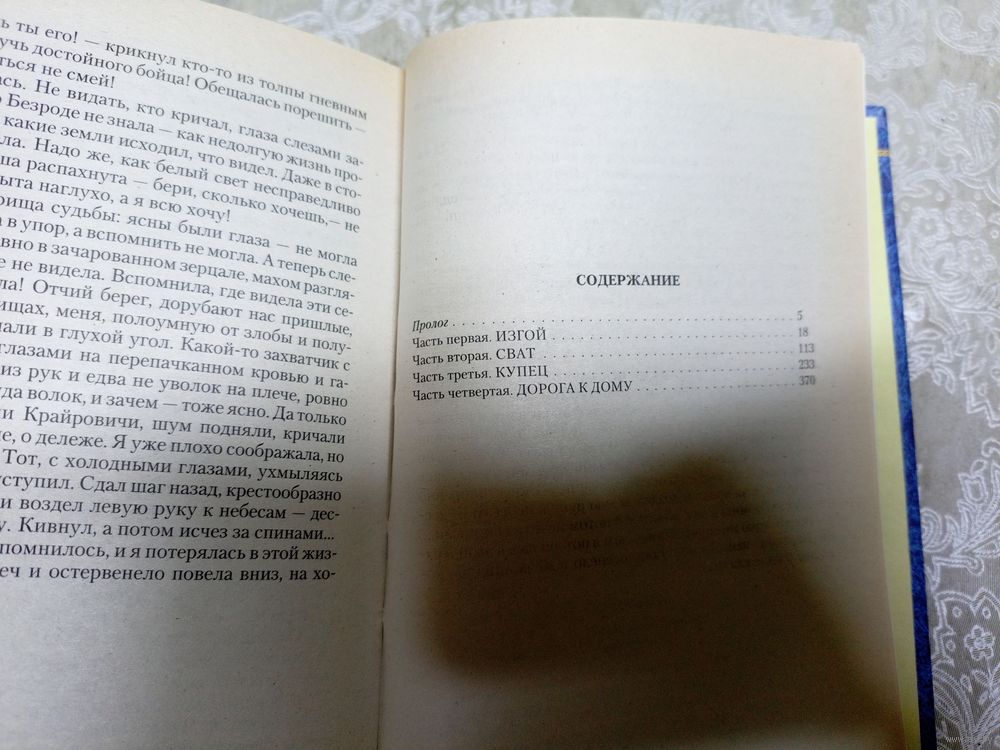 ь ты его! — крикнул кто-то из толпы гневным
учь достойного бойца! Обещалась порешить —
ться не смей!
ась. Не видать, кто кричал, глаза слезами за-
о Безроде не знала — как недолгую жизнь про-
какие земли исходил, что видел. Даже в сто-
ла. Надо же, как белый свет несправедливо
ша распахнута — бери, сколько хочешь,— не
ыта наглухо, а я всю хочу!
рища судьбы: ясны были глаза — не могла
а в упор, а вспомнить не могла. А теперь сле-
вно в зачарованном зерцале, махом разгля-
е не видела. Вспомнила, где видела эти се-
ла! Отчий берег, дорубают нас пришлые,
ищах, меня, полоумную от злобы и полу-
нали в глухой угол. Какой-то захватчик с
глазами на перепачканном кровью и га-
из рук и едва не уволок на плече, ровно
уда волок, и зачем — тоже ясно. Да только
и Крайровичи, шум подняли, кричали
ие, о дележе. Я уже плохо соображала, но
Тот, с холодными глазами, ухмыляясь
уступил. Сдал шаг назад, крестообразно
и воздел левую руку к небесам — дес-
у. Кивнул, а потом исчез за спинами...
помнилось, и я потерялась в этой жиз-
еч и остервенело повела вниз, на хо-
СОДЕРЖАНИЕ
Пролог . . . . . . . . . . 5
Часть первая. ИЗГОЙ . . . . . . . . . . 18
Часть вторая. СВАТ . . . . . . . . . . 113
Часть третья. КУПЕЦ . . . . . . . . . . 233
Часть четвертая. ДОРОГА К ДОМУ . . . . . . . . . . 370